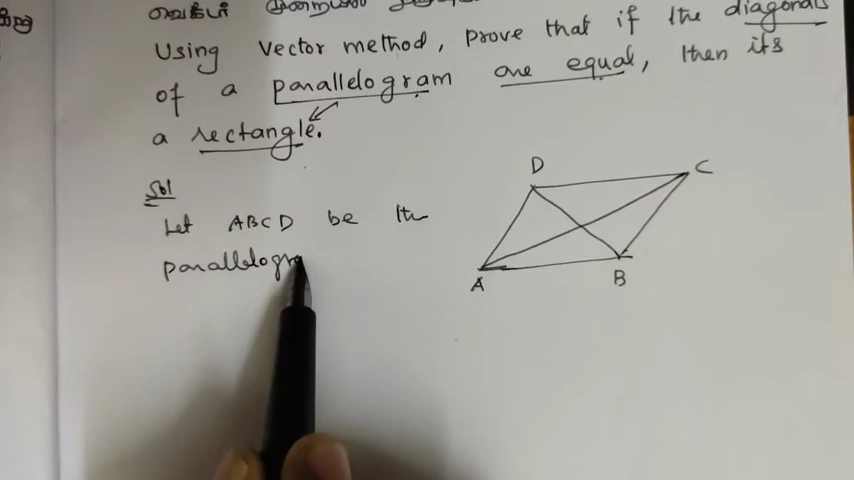 Using vector method, prove that if the diagonals
of a parallelogram are equal, then its
a rectangle.
Sol
Let ABCD be the
parallelogra
D
C
A
B